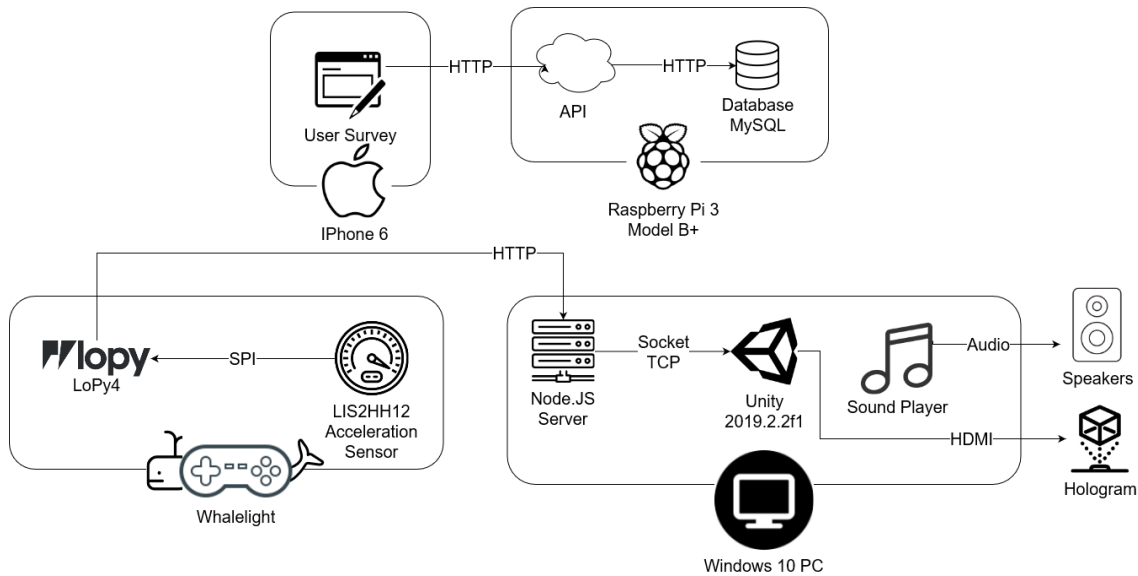 HTTP
HTTP
User Survey
API
Database
MySQL
IPhone 6
Raspberry Pi 3
Model B+
HTTP
lopy
LoPy4
SPI
LIS2HH12
Acceleration
Sensor
Whalelight
Node.JS
Server
Socket
TCP
Unity
2019.2.2f1
Sound Player
Audio
Speakers
HDMI
Hologram
Windows 10 PC